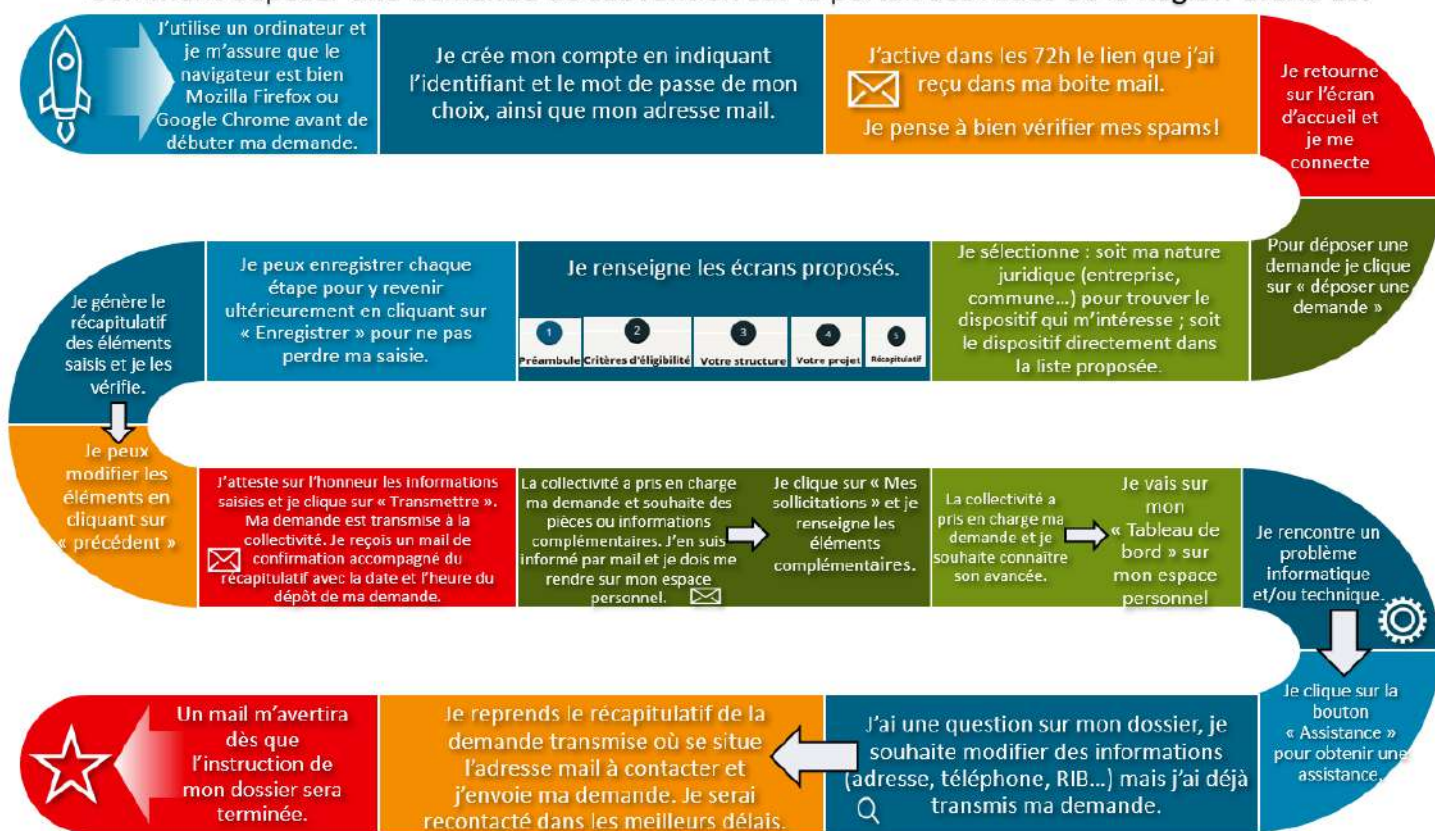 J'utilise un ordinateur et
je m'assure que le
navigateur est bien
Mozilla Firefox ou
Google Chrome avant de
débuter ma demande.
Je crée mon compte en indiquant
l'identifiant et le mot de passe de mon
choix, ainsi que mon adresse mail.
J'active dans les 72h le lien que j'ai
reçu dans ma boite mail.
Je pense à bien vérifier mes spams!
Je retourne
sur l'écran
d'accueil et
je me
connecte
Pour déposer une
demande je clique
sur « déposer une
demande »
Je sélectionne : soit ma nature
juridique (entreprise,
commune...) pour trouver le
dispositif qui m'intéresse ; soit
le dispositif directement dans
la liste proposée.
Je renseigne les écrans proposés.
1 2 3 4 5
Préambule Critères d'éligibilité Votre structure Votre projet Récapitulatif
Je peux enregistrer chaque
étape pour y revenir
ultérieurement en cliquant sur
« Enregistrer » pour ne pas
perdre ma saisie.
Je génère le
récapitulatif
des éléments
saisis et je les
vérifie.
Je peux
modifier les
éléments en
cliquant sur
« précédent »
J'atteste sur l'honneur les informations
saisies et je clique sur « Transmettre ».
Ma demande est transmise à la
collectivité. Je reçois un mail de
confirmation accompagné du
récapitulatif avec la date et l'heure du
dépôt de ma demande.
La collectivité a pris en charge
ma demande et souhaite des
pièces ou informations
complémentaires. J'en suis
informé par mail et je dois me
rendre sur mon espace
personnel.
Je clique sur « Mes
sollicitations » et je
renseigne les
éléments
complémentaires.
La collectivité a
pris en charge ma
demande et je
souhaite connaître
son avancée.
Je vais sur
mon
« Tableau de
bord » sur
mon espace
personnel
Je rencontre un
problème
informatique
et/ou technique.
Je clique sur la
bouton
« Assistance »
pour obtenir une
assistance.
J'ai une question sur mon dossier, je
souhaite modifier des informations
(adresse, téléphone, RIB...) mais j'ai déjà
transmis ma demande.
Je reprends le récapitulatif de la
demande transmise où se situe
l'adresse mail à contacter et
j'envoie ma demande. Je serai
recontacté dans les meilleurs délais.
Un mail m'avertira
dès que
l'instruction de
mon dossier sera
terminée.